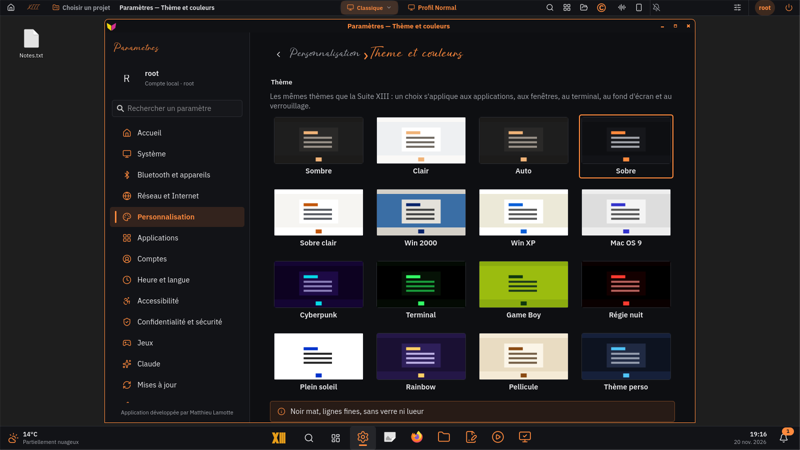 Choisir un projet
Paramètres — Thème et couleurs
Classique
Profil Normal
root
Notes.txt
Paramètres — Thème et couleurs
Paramètres
R
root
Compte local · root
Rechercher un paramètre
Accueil
Système
Bluetooth et appareils
Réseau et Internet
Personnalisation
Applications
Comptes
Heure et langue
Accessibilité
Confidentialité et sécurité
Jeux
Claude
Mises à jour
Application développée par Matthieu Lamotte
Personnalisation
Thème et couleurs
Thème
Les mêmes thèmes que la Suite XIII : un choix s'applique aux applications, aux fenêtres, au terminal, au fond d'écran et au
verrouillage.
Sombre
Clair
Auto
Sobre
Sobre clair
Win 2000
Win XP
Mac OS 9
Cyberpunk
Terminal
Game Boy
Régie nuit
Plein soleil
Rainbow
Pellicule
Thème perso
Noir mat, lignes fines, sans verre ni lueur
14°C
Partiellement nuageux
XIII
19:16
20 nov. 2026
1